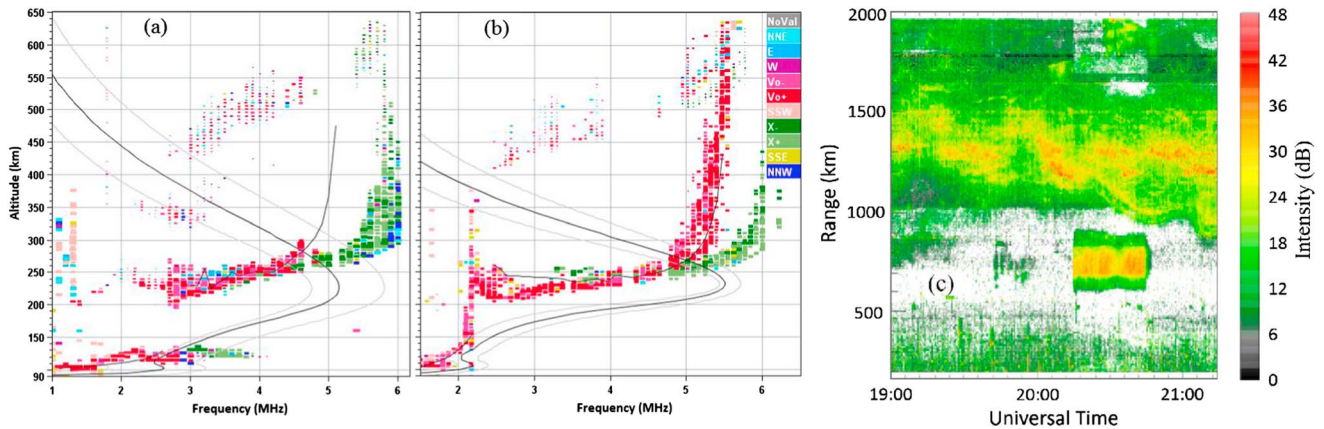 (a)
Altitude (km)
650
600
550
500
450
400
350
300
250
200
150
90
1 2 3 4 5 6
Frequency (MHz)
(b)
NoVal
NNE
E
W
Vo-
Vo+
SSW
X-
X+
SSE
NNW
2 3 4 5 6
Frequency (MHz)
Range (km)
2000
1500
1000
500
(c)
19:00 20:00 21:00
Universal Time
48
42
36
30
24
18
12
6
0
Intensity (dB)